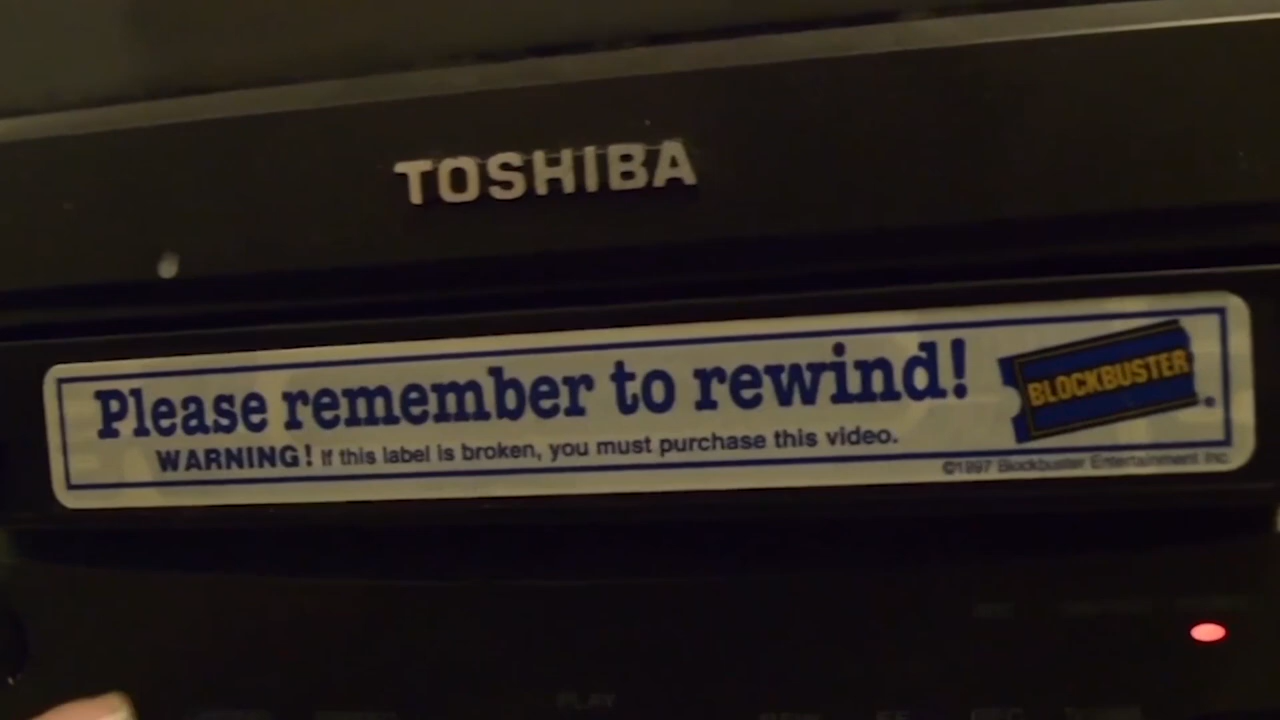 TOSHIBA
Please remember to rewind!
WARNING! If this label is broken, you must purchase this video.
BLOCKBUSTER
©1997 Blockbuster Entertainment Inc.
PLAY